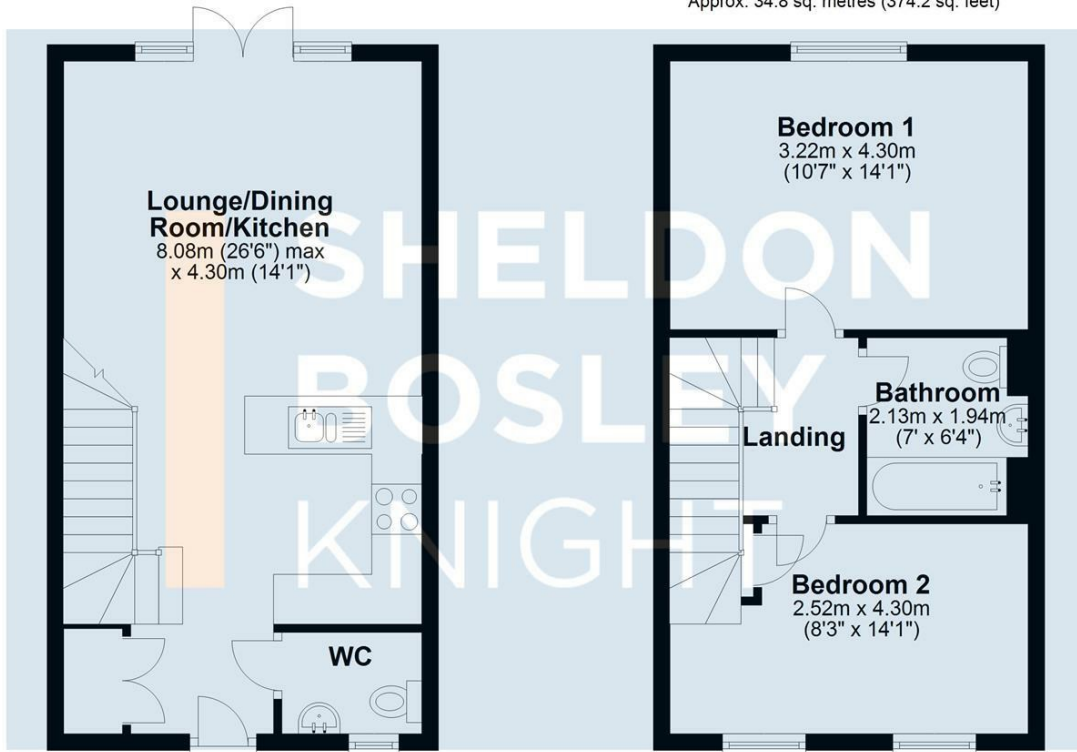 Approx. 34.8 sq. metres (374.2 sq. feet)
Lounge/Dining
Room/Kitchen
8.08m (26'6") max
x 4.30m (14'1")
WC
Bedroom 1
3.22m x 4.30m
(10'7" x 14'1")
Bathroom
2.13m x 1.94m
(7' x 6'4")
Landing
Bedroom 2
2.52m x 4.30m
(8'3" x 14'1")
SHELDON
BOSLEY
KNIGHT